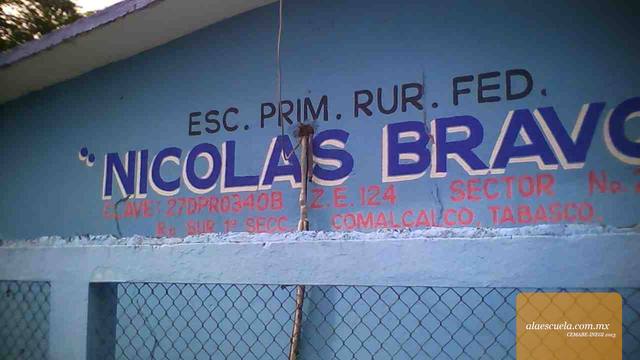 ESC. PRIM. RUR. FED.
"NICOLAS BRAVO
CLAVE: 27DPR0340B Z.E. 124 SECTOR No.
Ra SUR 1ª SECC. COMALCALCO, TABASCO.
alaescuela.com.mx
CEMABE-INEGI 2013